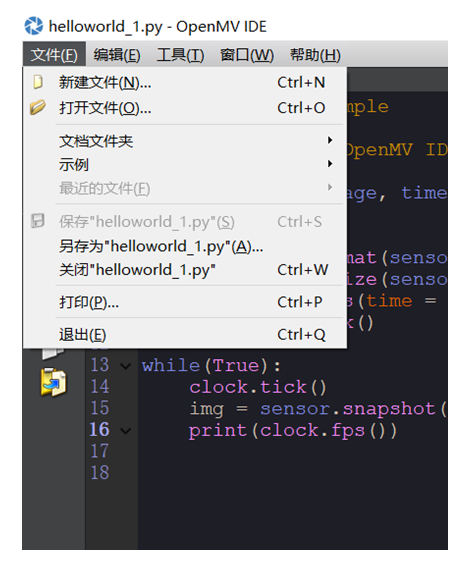 helloworld_1.py - OpenMV IDE
文件(F) 编辑(E) 工具(T) 窗口(W) 帮助(H)
新建文件(N)... Ctrl+N
打开文件(O)... Ctrl+O
文档文件夹
示例
最近的文件(F)
保存"helloworld_1.py"(S) Ctrl+S
另存为"helloworld_1.py"(A)...
关闭"helloworld_1.py" Ctrl+W
打印(P)... Ctrl+P
退出(E) Ctrl+Q
mple
OpenMV ID
age, time
mat(senso
ize(senso
s(time =
k()
13 while(True):
14 clock.tick()
15 img = sensor.snapshot(
16 print(clock.fps())
17
18